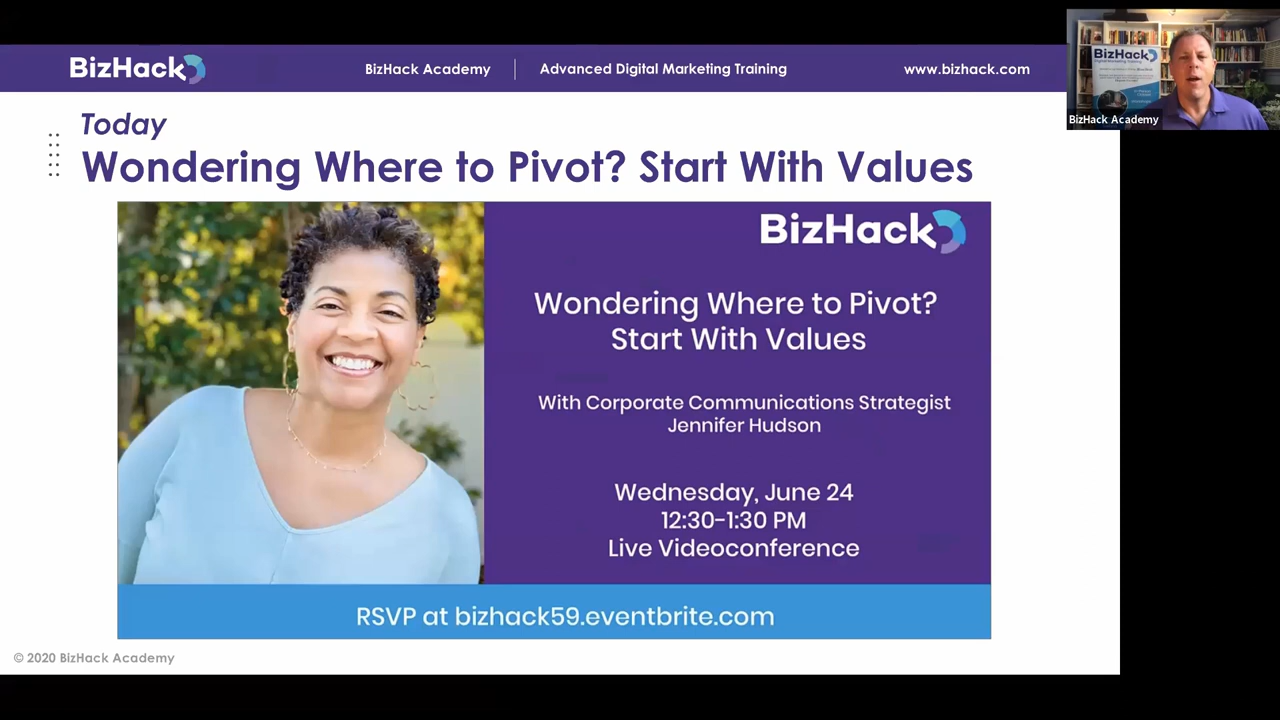 BizHack
BizHack Academy
Advanced Digital Marketing Training
www.bizhack.com
BizHack
BizHack Academy
Today
Wondering Where to Pivot? Start With Values
BizHack
Wondering Where to Pivot?
Start With Values
With Corporate Communications Strategist
Jennifer Hudson
Wednesday, June 24
12:30-1:30 PM
Live Videoconference
RSVP at bizhack59.eventbrite.com
© 2020 BizHack Academy